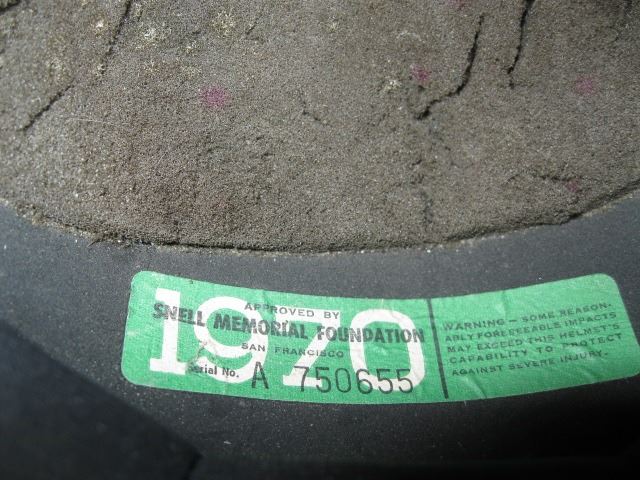 1970
APPROVED BY
SNELL MEMORIAL FOUNDATION
SAN FRANCISCO
Serial No. A 750655
WARNING - SOME REASON-
ABLY FORESEEABLE IMPACTS
MAY EXCEED THIS HELMET'S
CAPABILITY TO PROTECT
AGAINST SEVERE INJURY.